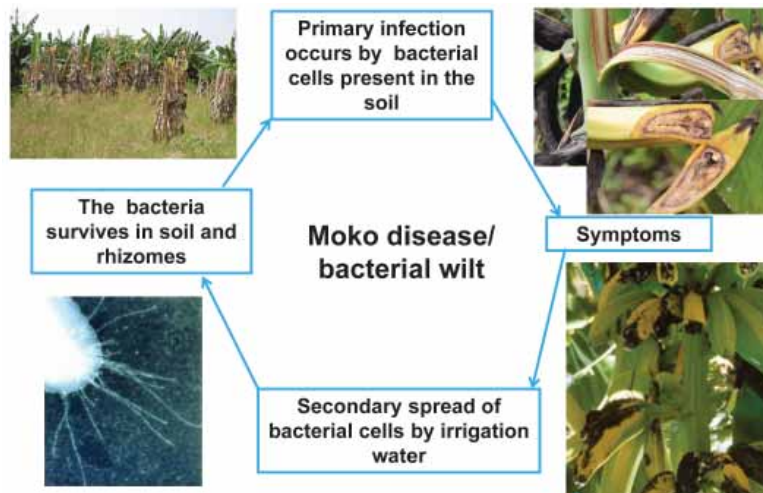 Primary infection
occurs by bacterial
cells present in the
soil
The bacteria
survives in soil and
rhizomes
Moko disease/
bacterial wilt
Symptoms
Secondary spread of
bacterial cells by irrigation
water